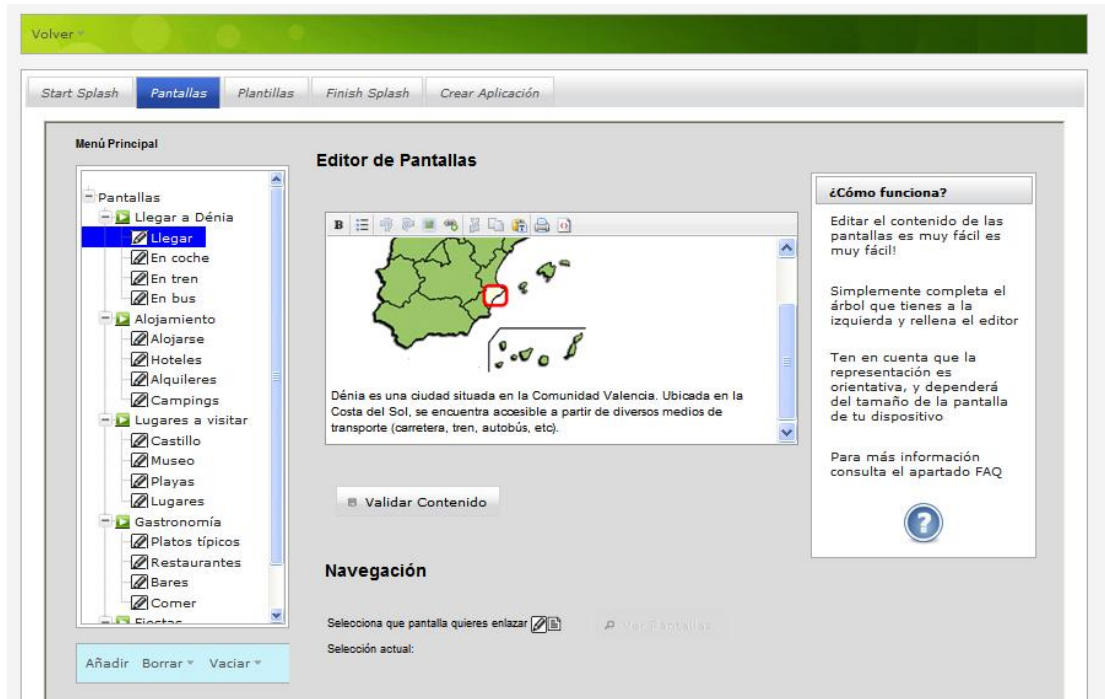 Volver
Start Splash Pantallas Plantillas Finish Splash Crear Aplicación
Menú Principal
Pantallas
Llegar a Dénia
Llegar
En coche
En tren
En bus
Alojamiento
Alojarse
Hoteles
Alquileres
Campings
Lugares a visitar
Castillo
Museo
Playas
Lugares
Gastronomía
Platos típicos
Restaurantes
Bares
Comer
Fiestas
Añadir Borrar Vaciar
Editor de Pantallas
B
Dénia es una ciudad situada en la Comunidad Valencia. Ubicada en la
Costa del Sol, se encuentra accesible a partir de diversos medios de
transporte (carretera, tren, autobús, etc).
Validar Contenido
Navegación
Selecciona que pantalla quieres enlazar
Ver Pantallas
Selección actual:
¿Cómo funciona?
Editar el contenido de las
pantallas es muy fácil es
muy fácil!
Simplemente completa el
árbol que tienes a la
izquierda y rellena el editor
Ten en cuenta que la
representación es
orientativa, y dependerá
del tamaño de la pantalla
de tu dispositivo
Para más información
consulta el apartado FAQ
?